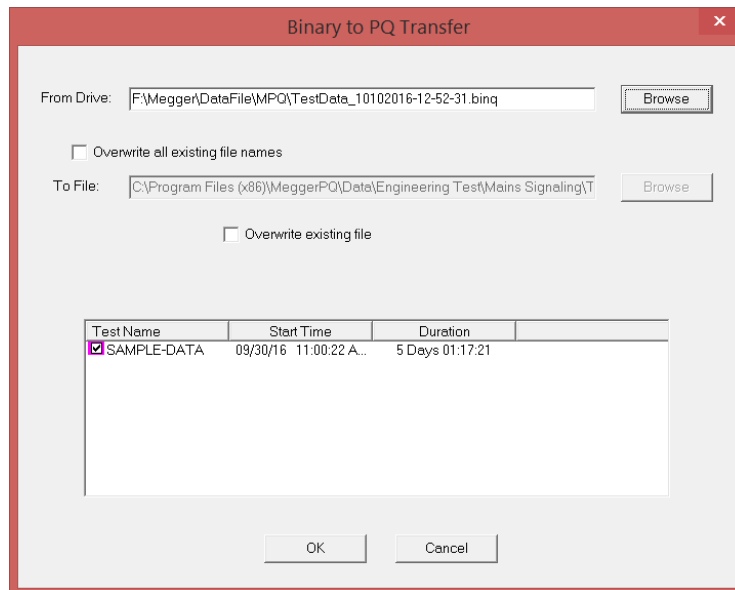 Binary to PQ Transfer
From Drive: F:\Megger\DataFile\MPQ\TestData_10102016-12-52-31.binq Browse
Overwrite all existing file names
To File: C:\Program Files (x86)\MeggerPQ\Data\Engineering Test\Mains Signaling\T Browse
Overwrite existing file
Test Name Start Time Duration
SAMPLE-DATA 09/30/16 11:00:22 A... 5 Days 01:17:21
OK Cancel